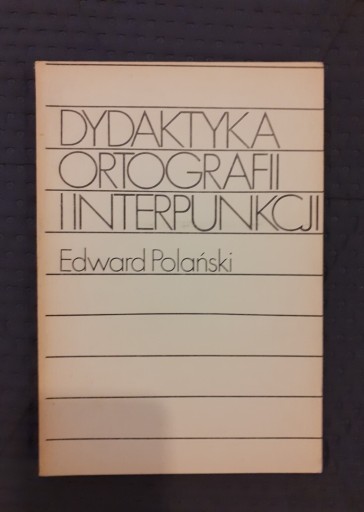 DYDAKTYKA
ORTOGRAFII
I INTERPUNKCJI
Edward Polański